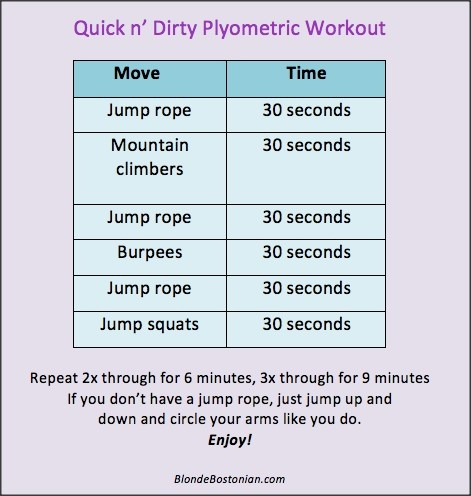 Quick n’ Dirty Plyometric Workout
Move Time
Jump rope 30 seconds
Mountain 30 seconds
climbers
Jump rope 30 seconds
Burpees 30 seconds
Jump rope 30 seconds
Jump squats 30 seconds
Repeat 2x through for 6 minutes, 3x through for 9 minutes
If you don’t have a jump rope, just jump up and
down and circle your arms like you do.
Enjoy!
BlondeBostonian.com